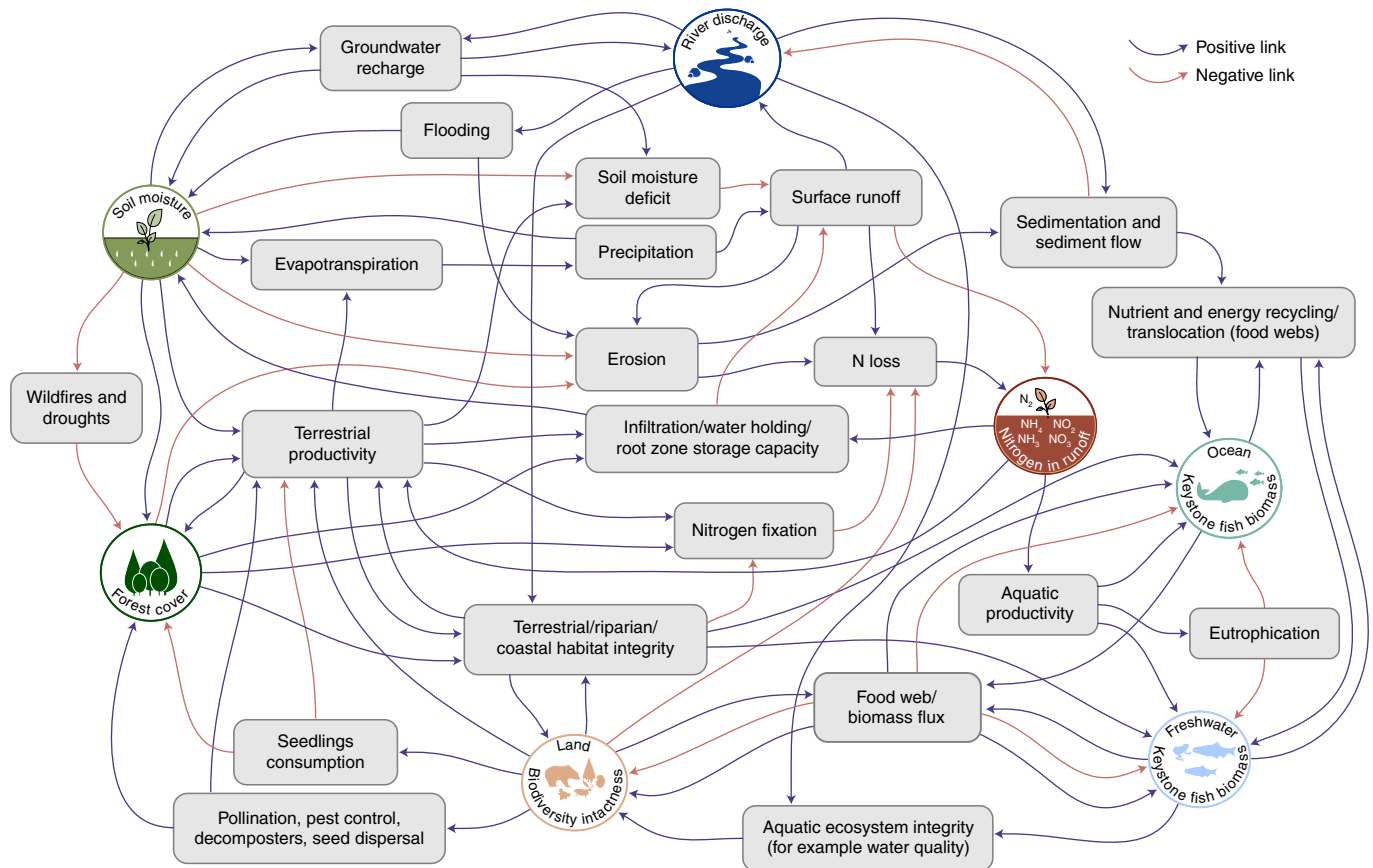 River discharge
Groundwater
recharge
Positive link
Negative link
Flooding
Soil moisture
Soil moisture
deficit
Surface runoff
Sedimentation and
sediment flow
Precipitation
Evapotranspiration
Nutrient and energy recycling/
translocation (food webs)
Erosion
N loss
Wildfires and
droughts
N2
NH4 NO2
NH3 NO3
Nitrogen in runoff
Terrestrial
productivity
Infiltration/water holding/
root zone storage capacity
Ocean
Keystone fish biomass
Nitrogen fixation
Forest cover
Aquatic
productivity
Terrestrial/riparian/
coastal habitat integrity
Eutrophication
Food web/
biomass flux
Seedlings
consumption
Land
Biodiversity intactness
Freshwater
Keystone fish biomass
Pollination, pest control,
decomposters, seed dispersal
Aquatic ecosystem integrity
(for example water quality)